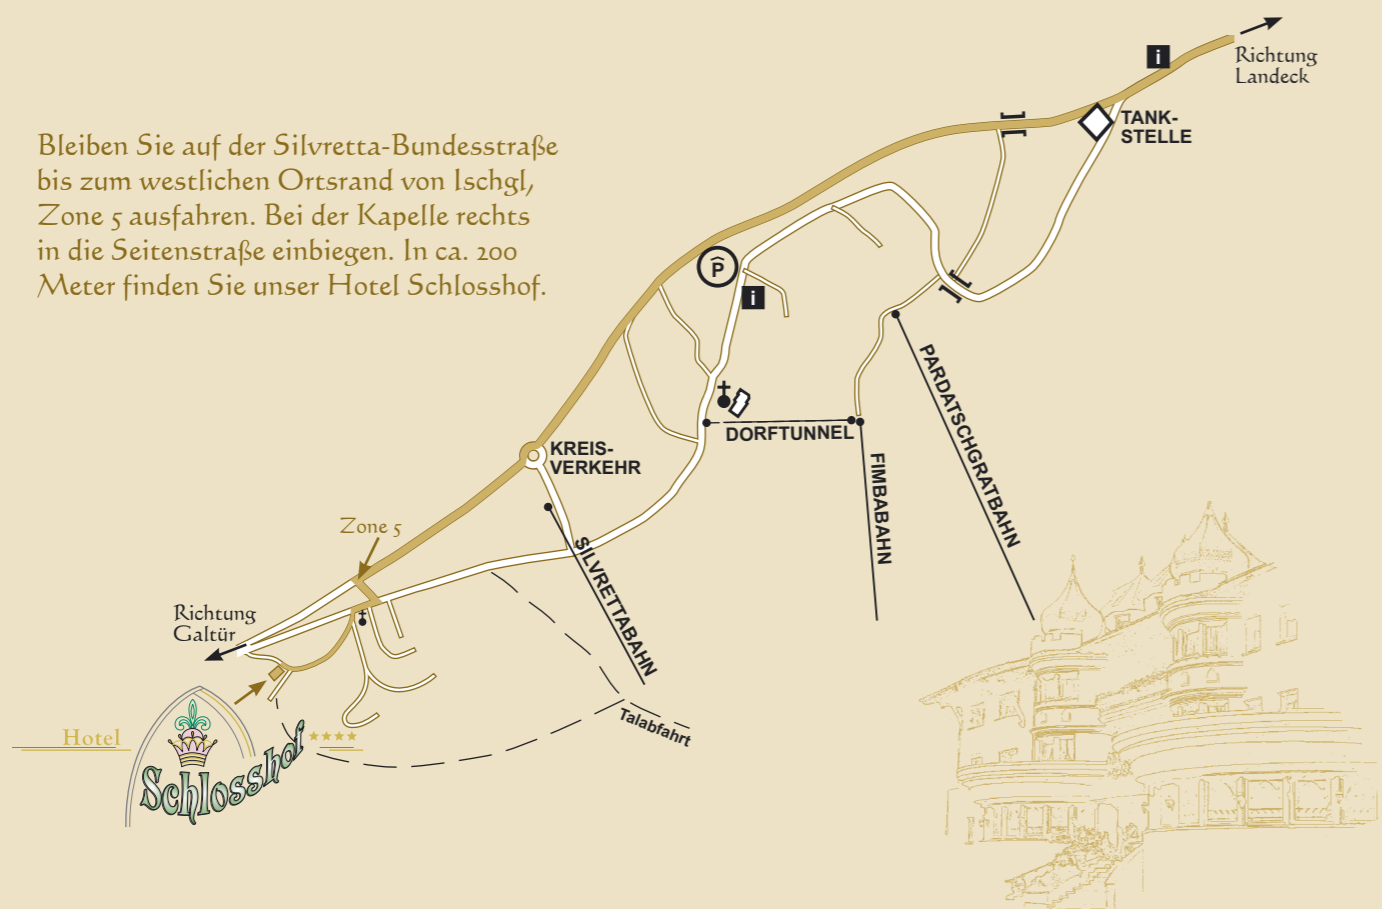 Bleiben Sie auf der Silvretta-Bundesstraße
bis zum westlichen Ortsrand von Ischgl,
Zone 5 ausfahren. Bei der Kapelle rechts
in die Seitenstraße einbiegen. In ca. 200
Meter finden Sie unser Hotel Schlosshof.
i
Richtung
Landeck
TANK-
STELLE
P
i
PARDATSCHGRATBAHN
DORFTUNNEL
FIMBABAHN
KREIS-
VERKEHR
Zone 5
SILVRETTABAHN
Richtung
Galtür
Talabfahrt
Hotel
Schlosshof